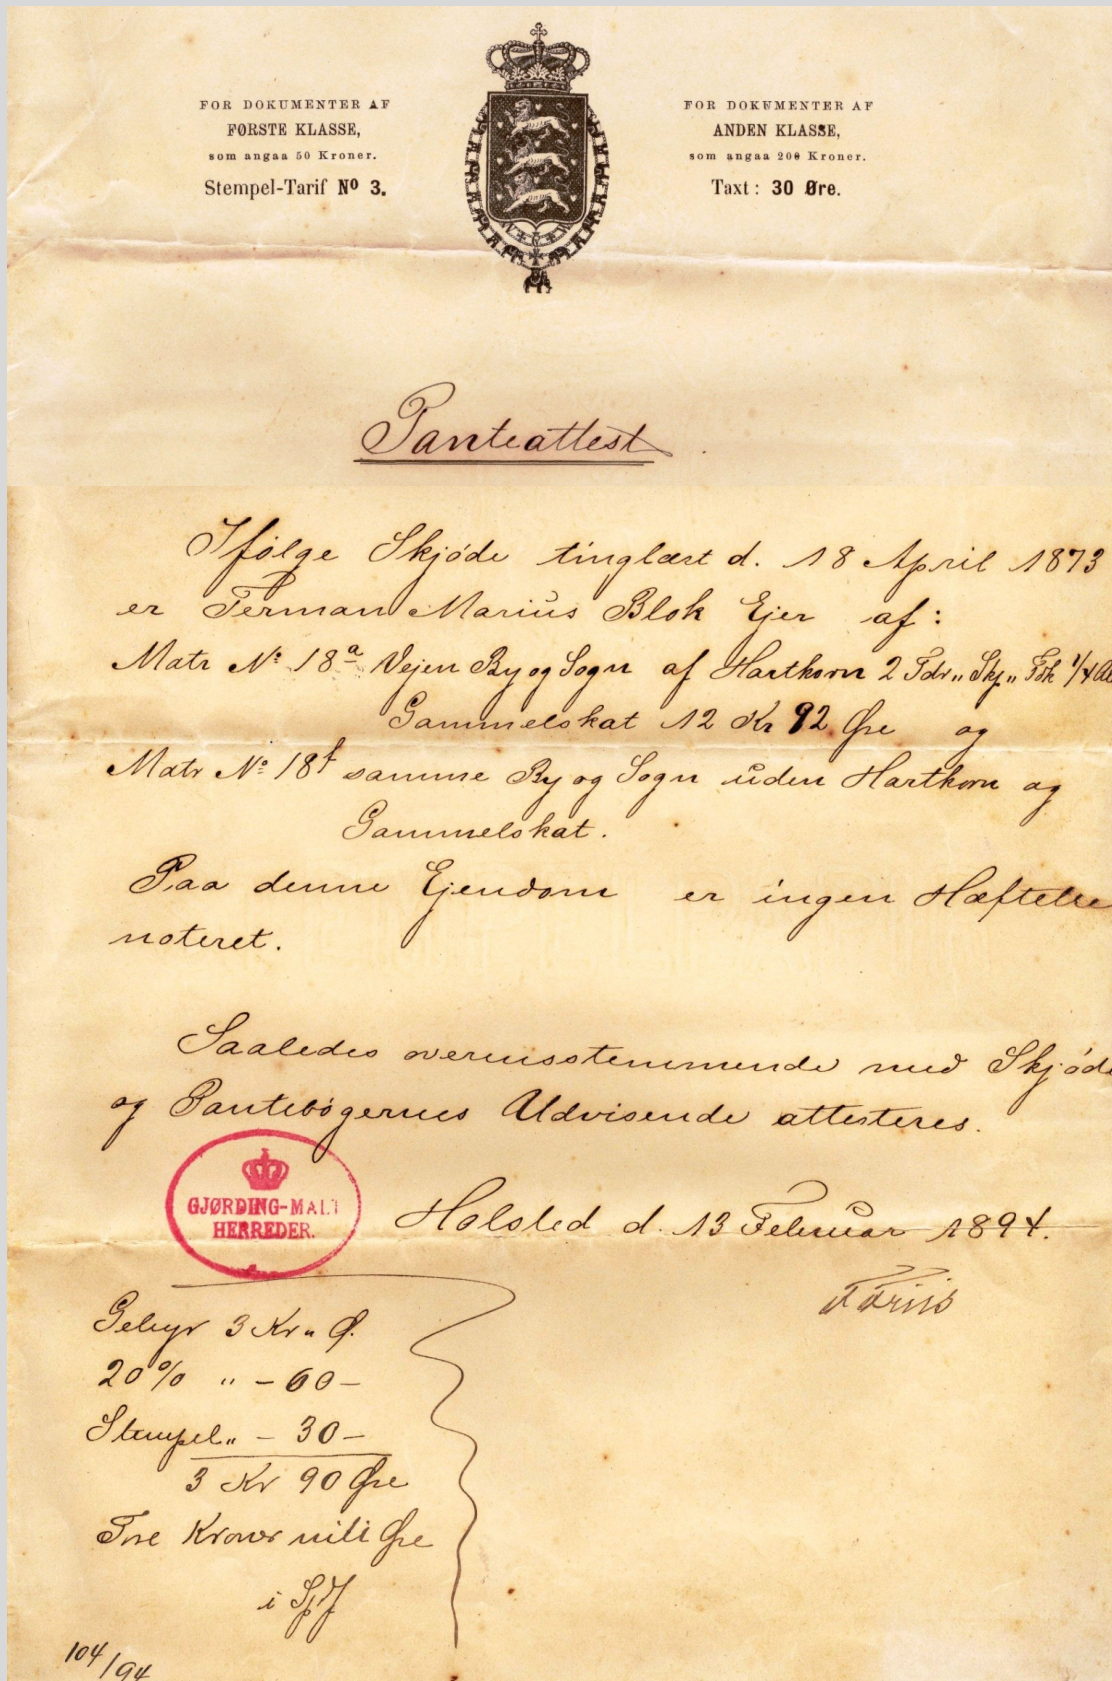 FOR DOKUMENTER AF
FØRSTE KLASSE,
som angaa 50 Kroner.
Stempel-Tarif Nº 3.
FOR DOKUMENTER AF
ANDEN KLASSE,
som angaa 200 Kroner.
Taxt: 30 Øre.
Panteattest.
Ifølge Skjøde tinglæst d. 18 April 1873
er Ferman Marius Blok Ejer af:
Matr Nº 18a Vejen By og Sogn af Hartkorn 2 Tdr „ Skj „ Fdk 1/4 Al
Gammelskat 12 Kr 92 Øre og
Matr Nº 18f samme By og Sogn uden Hartkorn og
Gammelskat.
Paa denne Ejendom er ingen Hæftelse
noteret.
Saaledes overensstemmende med Skjøde
og Pantebøgernes Udvisende attesteres.
GJØRDING-MALT
HERREDER.
Holsted d. 13 Februar 1894.
Friis
Gebyr 3 Kr „ Ø.
20% „ – 60 –
Stempel „ – 30 –
3 Kr 90 Øre
Tre Kroner niti Øre
104/94